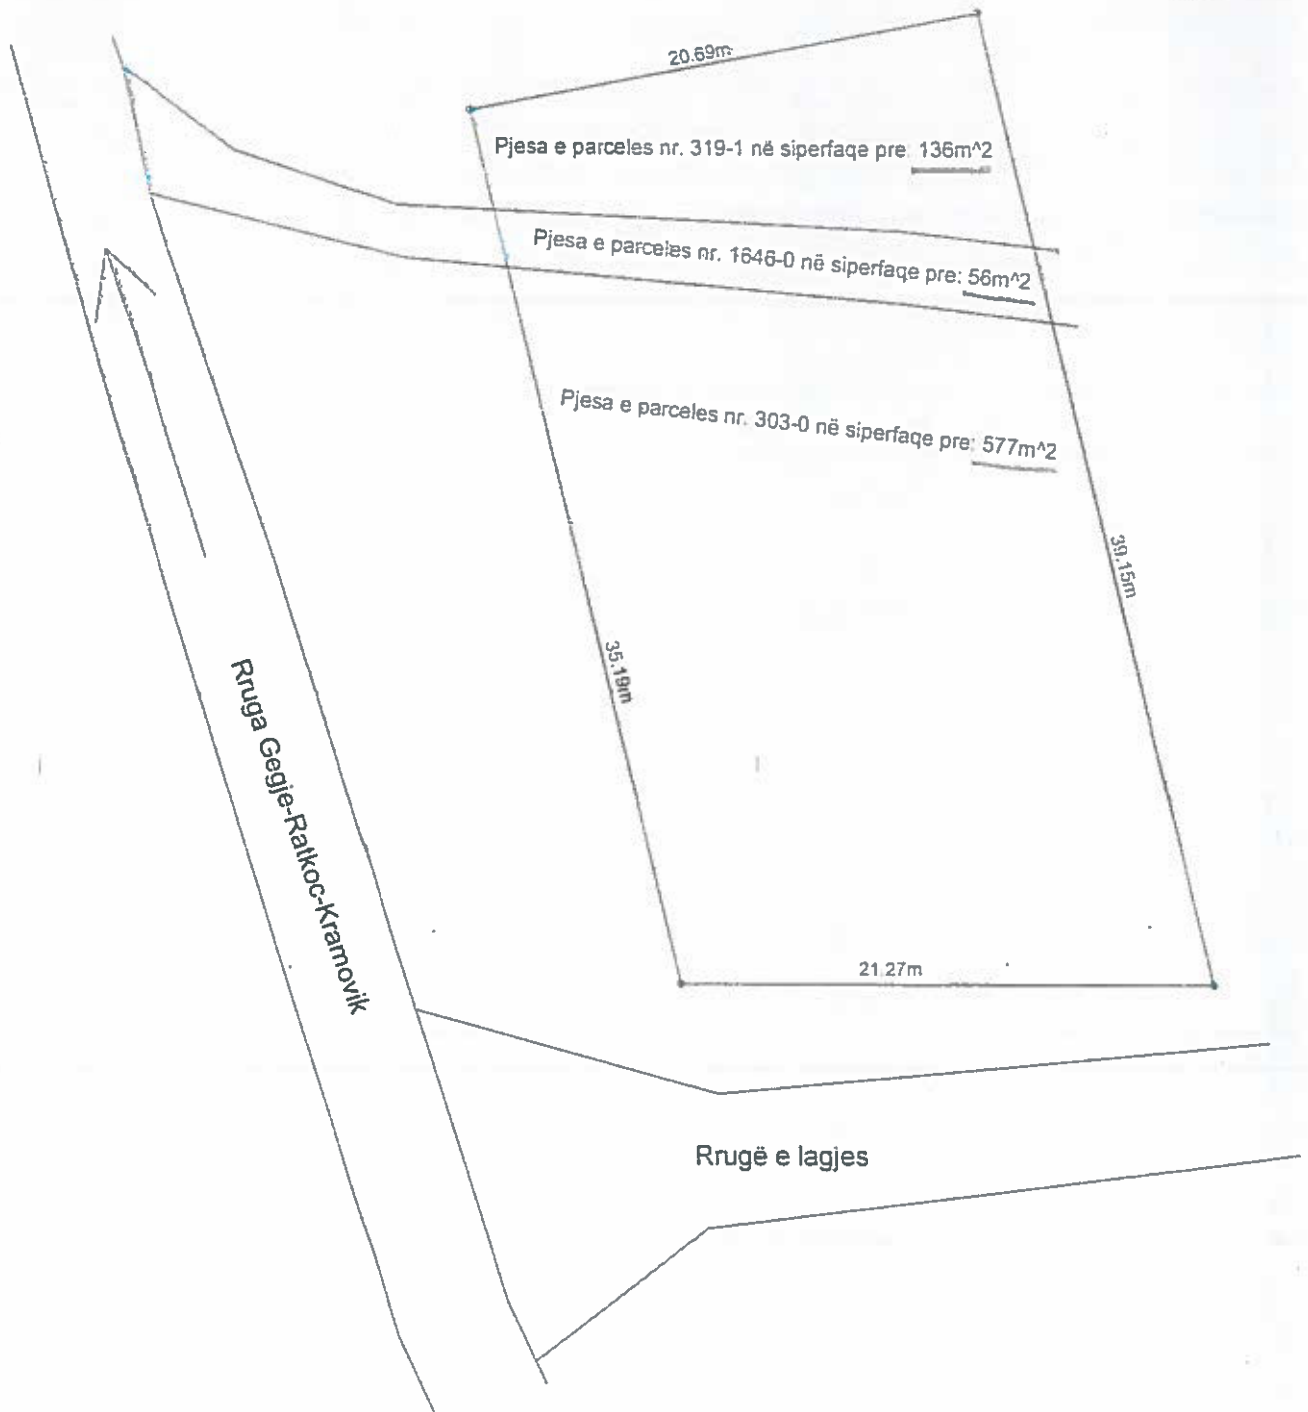 20.69m
Pjesa e parceles nr. 319-1 në siperfaqe pre: 136m^2
Pjesa e parceles nr. 1646-0 në siperfaqe pre: 56m^2
Pjesa e parceles nr. 303-0 në siperfaqe pre: 577m^2
39.15m
35.19m
Rruga Gegje-Ratkoc-Kramovik
21.27m
Rrugë e lagjes